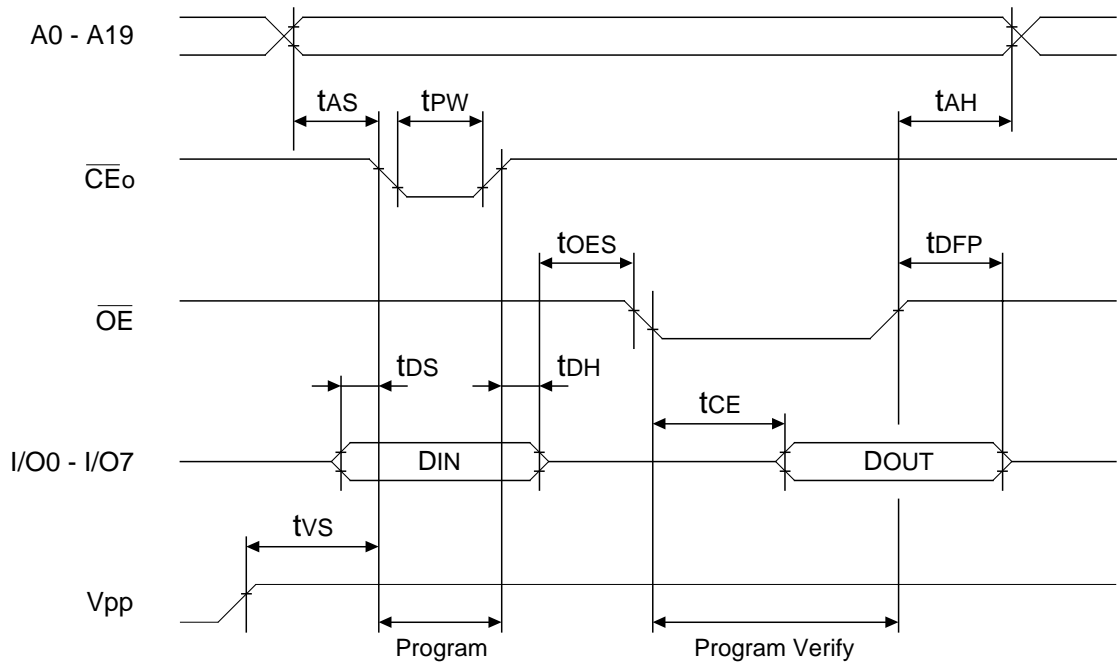 A0 - A19
tAS
tPW
tAH
CEo
tOES
tDFP
OE
tDS
tDH
tCE
I/O0 - I/O7
DIN
DOUT
tVS
Vpp
Program
Program Verify